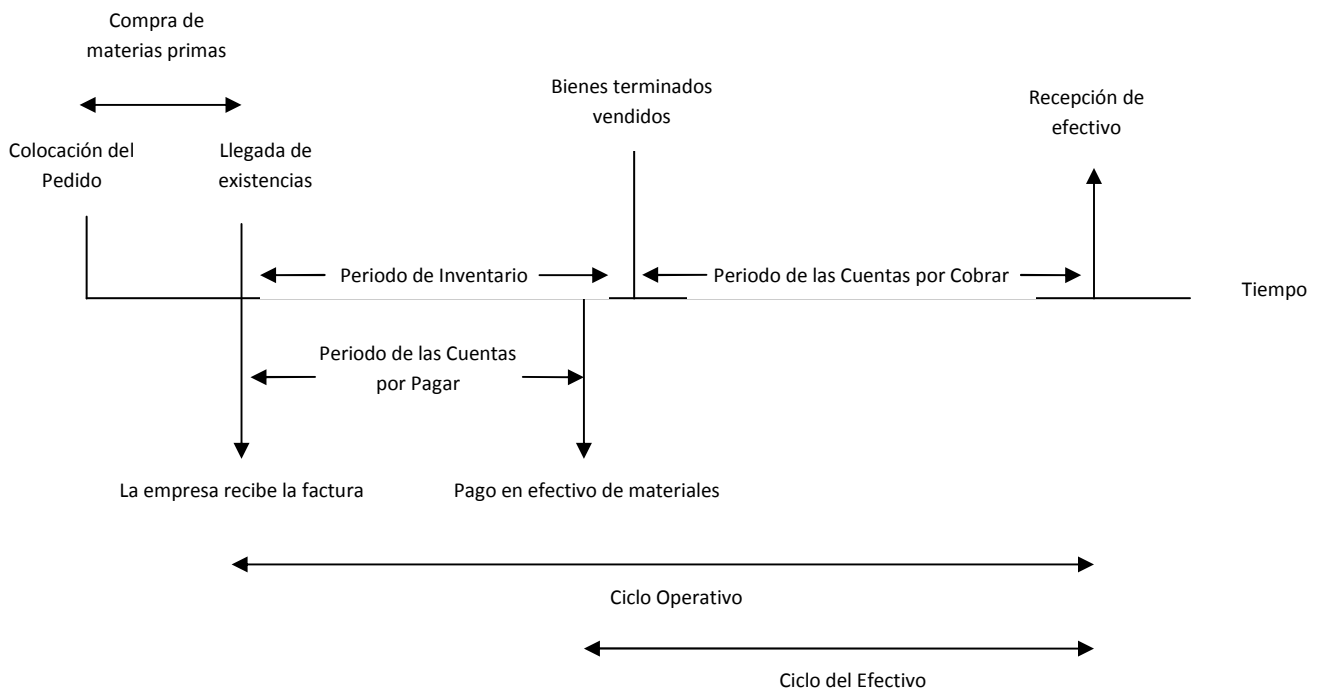 Compra de
materias primas
Bienes terminados
vendidos
Recepción de
efectivo
Colocación del
Pedido
Llegada de
existencias
Periodo de Inventario
Periodo de las Cuentas por Cobrar
Tiempo
Periodo de las Cuentas
por Pagar
La empresa recibe la factura
Pago en efectivo de materiales
Ciclo Operativo
Ciclo del Efectivo